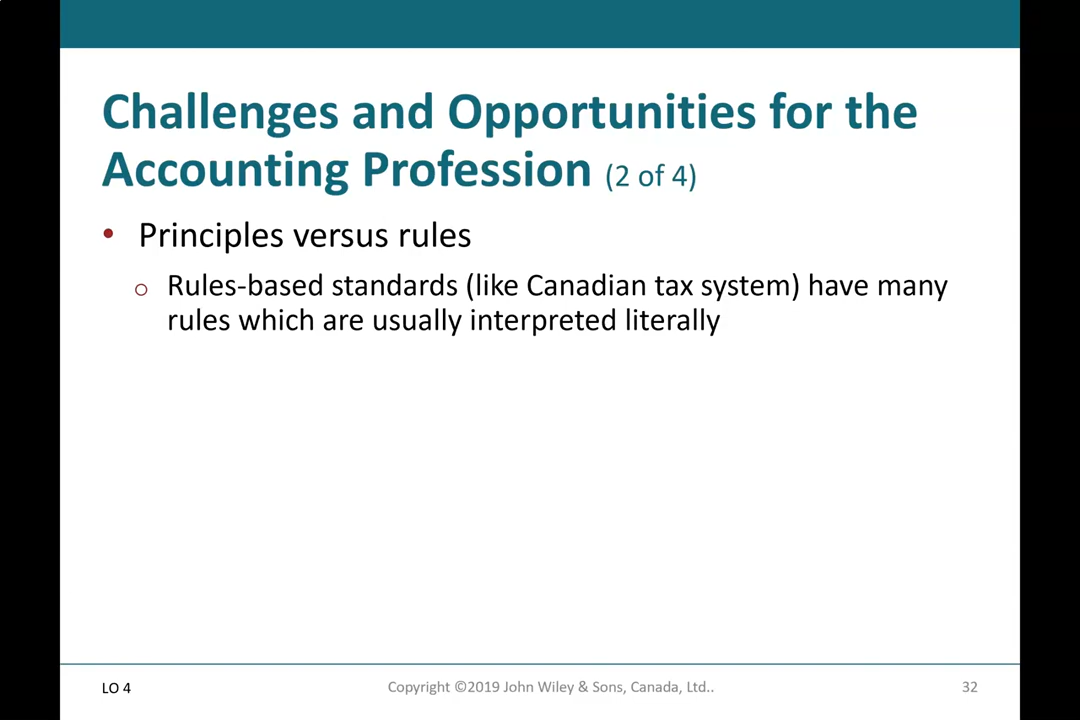 Challenges and Opportunities for the
Accounting Profession (2 of 4)
• Principles versus rules
o Rules-based standards (like Canadian tax system) have many
rules which are usually interpreted literally
LO 4
Copyright ©2019 John Wiley & Sons, Canada, Ltd..
32